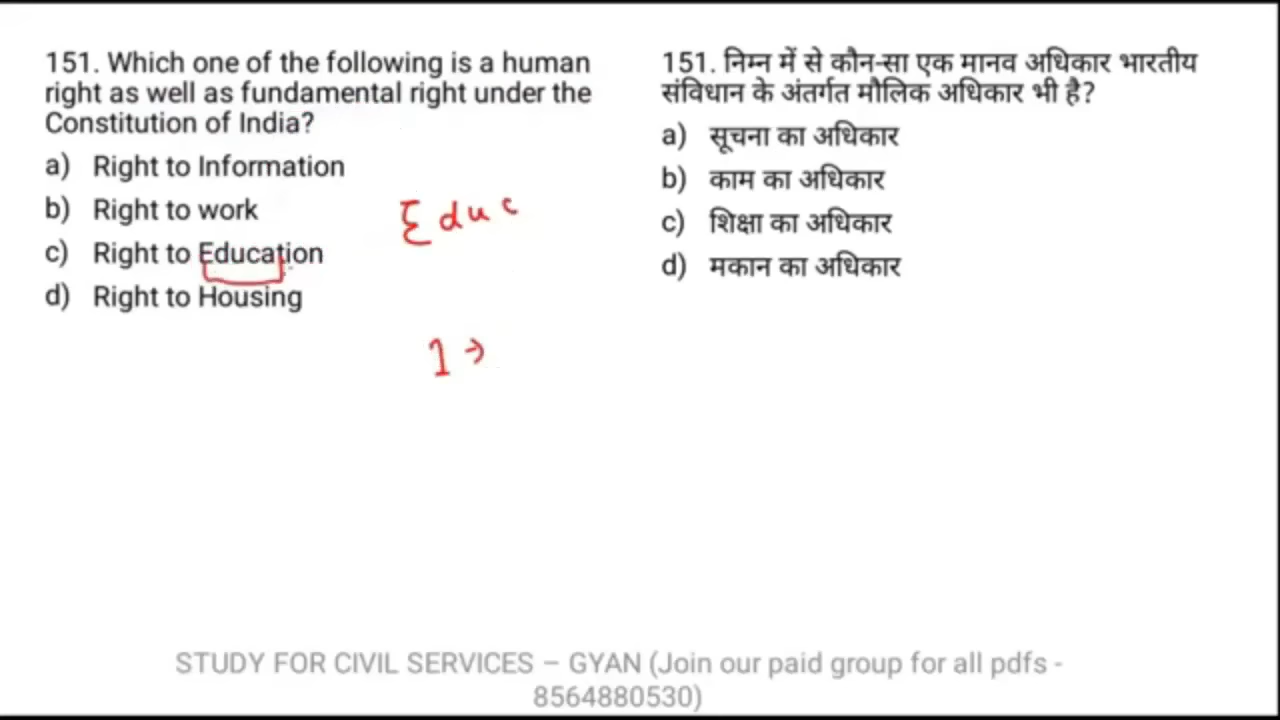 151. Which one of the following is a human
right as well as fundamental right under the
Constitution of India?
a) Right to Information
b) Right to work
c) Right to Education
d) Right to Housing
Educ
1 →
151. निम्न में से कौन-सा एक मानव अधिकार भारतीय
संविधान के अंतर्गत मौलिक अधिकार भी है?
a) सूचना का अधिकार
b) काम का अधिकार
c) शिक्षा का अधिकार
d) मकान का अधिकार
STUDY FOR CIVIL SERVICES – GYAN (Join our paid group for all pdfs -
8564880530)